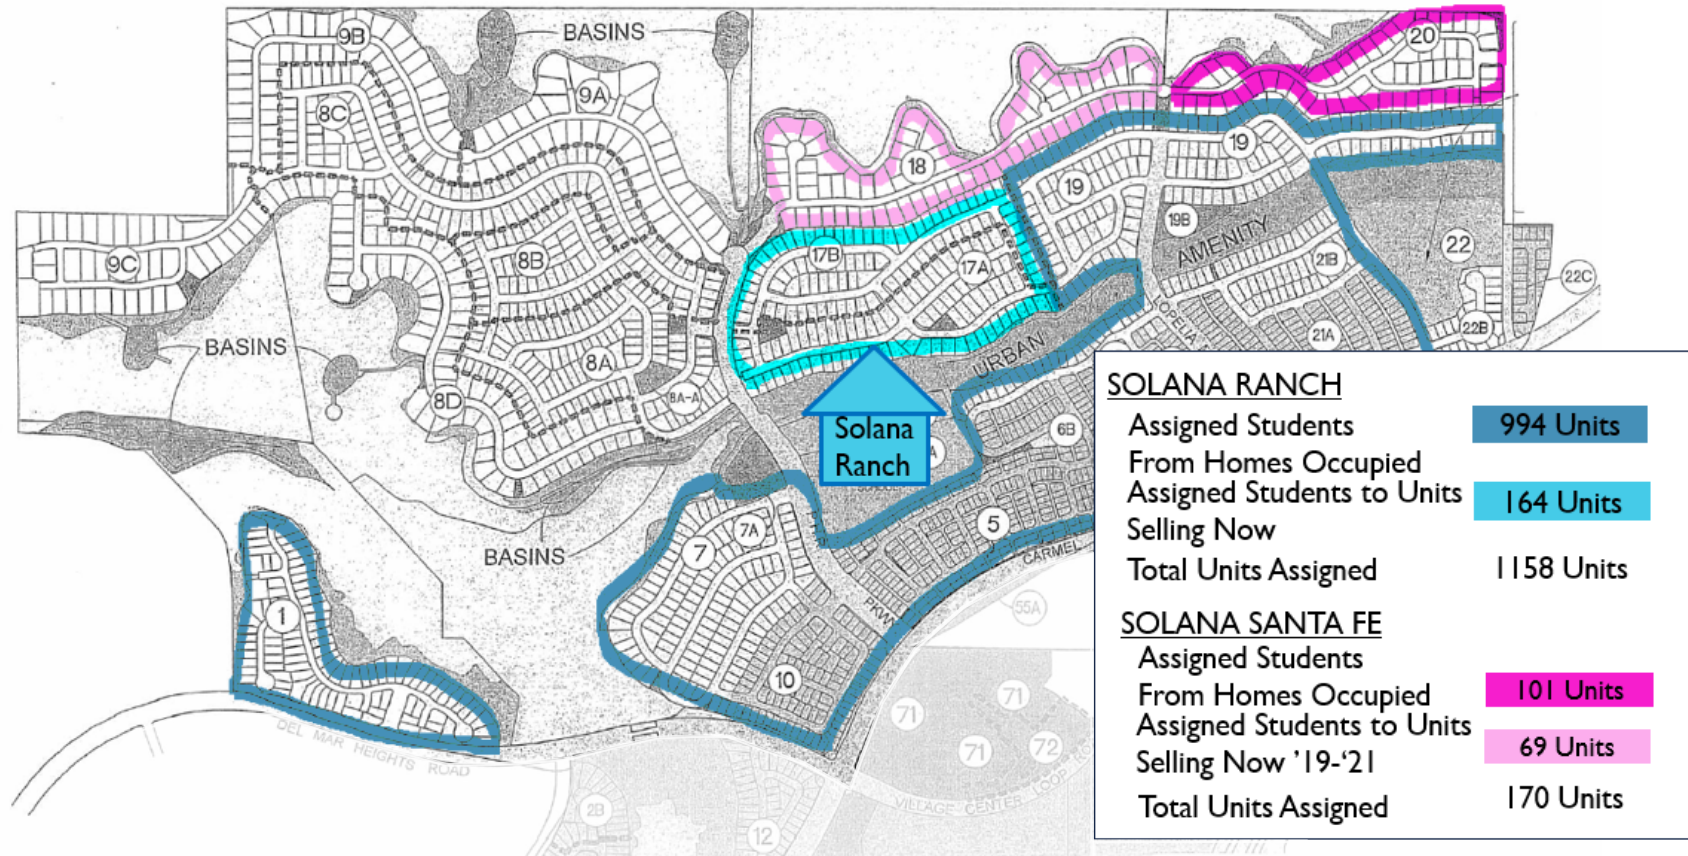 9B
BASINS
20
9A
8C
18
19
19
19B
AMENITY
17B
17A
22
9C
8B
21B
22C
22B
21A
BASINS
8A
URBAN
8D
8A-A
Solana
Ranch
A
6B
5
7A
7
BASINS
CARMEL
PKWY
55A
1
10
71
71
71
72
DEL MAR HEIGHTS ROAD
VILLAGE CENTER LOOP
2B
12
SOLANA RANCH
Assigned Students
From Homes Occupied
994 Units
Assigned Students to Units
Selling Now
164 Units
Total Units Assigned
1158 Units
SOLANA SANTA FE
Assigned Students
From Homes Occupied
101 Units
Assigned Students to Units
Selling Now '19-'21
69 Units
Total Units Assigned
170 Units